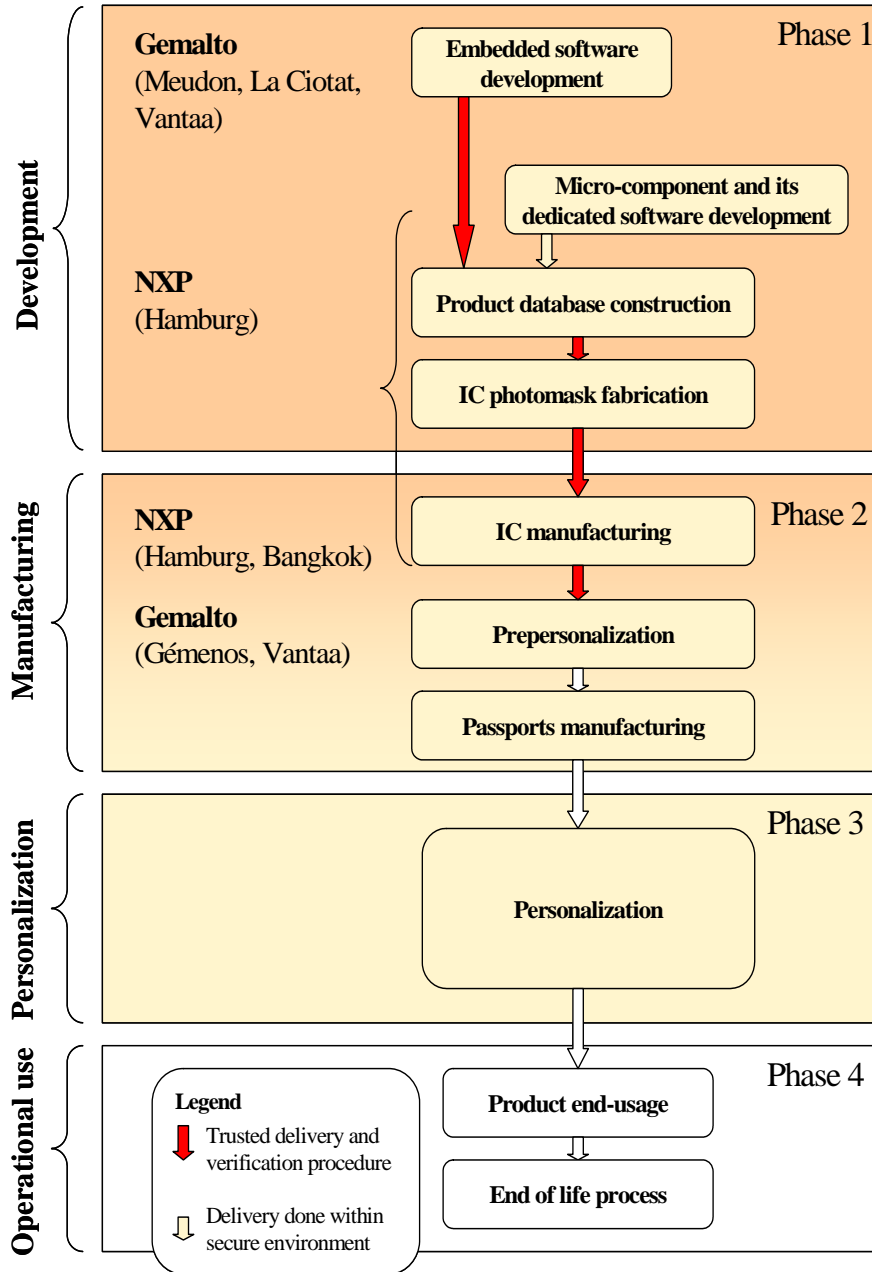 Development
Phase 1
Gemalto
(Meudon, La Ciotat,
Vantaa)
Embedded software
development
Micro-component and its
dedicated software development
NXP
(Hamburg)
Product database construction
IC photomask fabrication
Manufacturing
Phase 2
NXP
(Hamburg, Bangkok)
IC manufacturing
Gemalto
(Gémenos, Vantaa)
Prepersonalization
Passports manufacturing
Personalization
Phase 3
Personalization
Operational use
Phase 4
Legend
Trusted delivery and
verification procedure
Delivery done within
secure environment
Product end-usage
End of life process